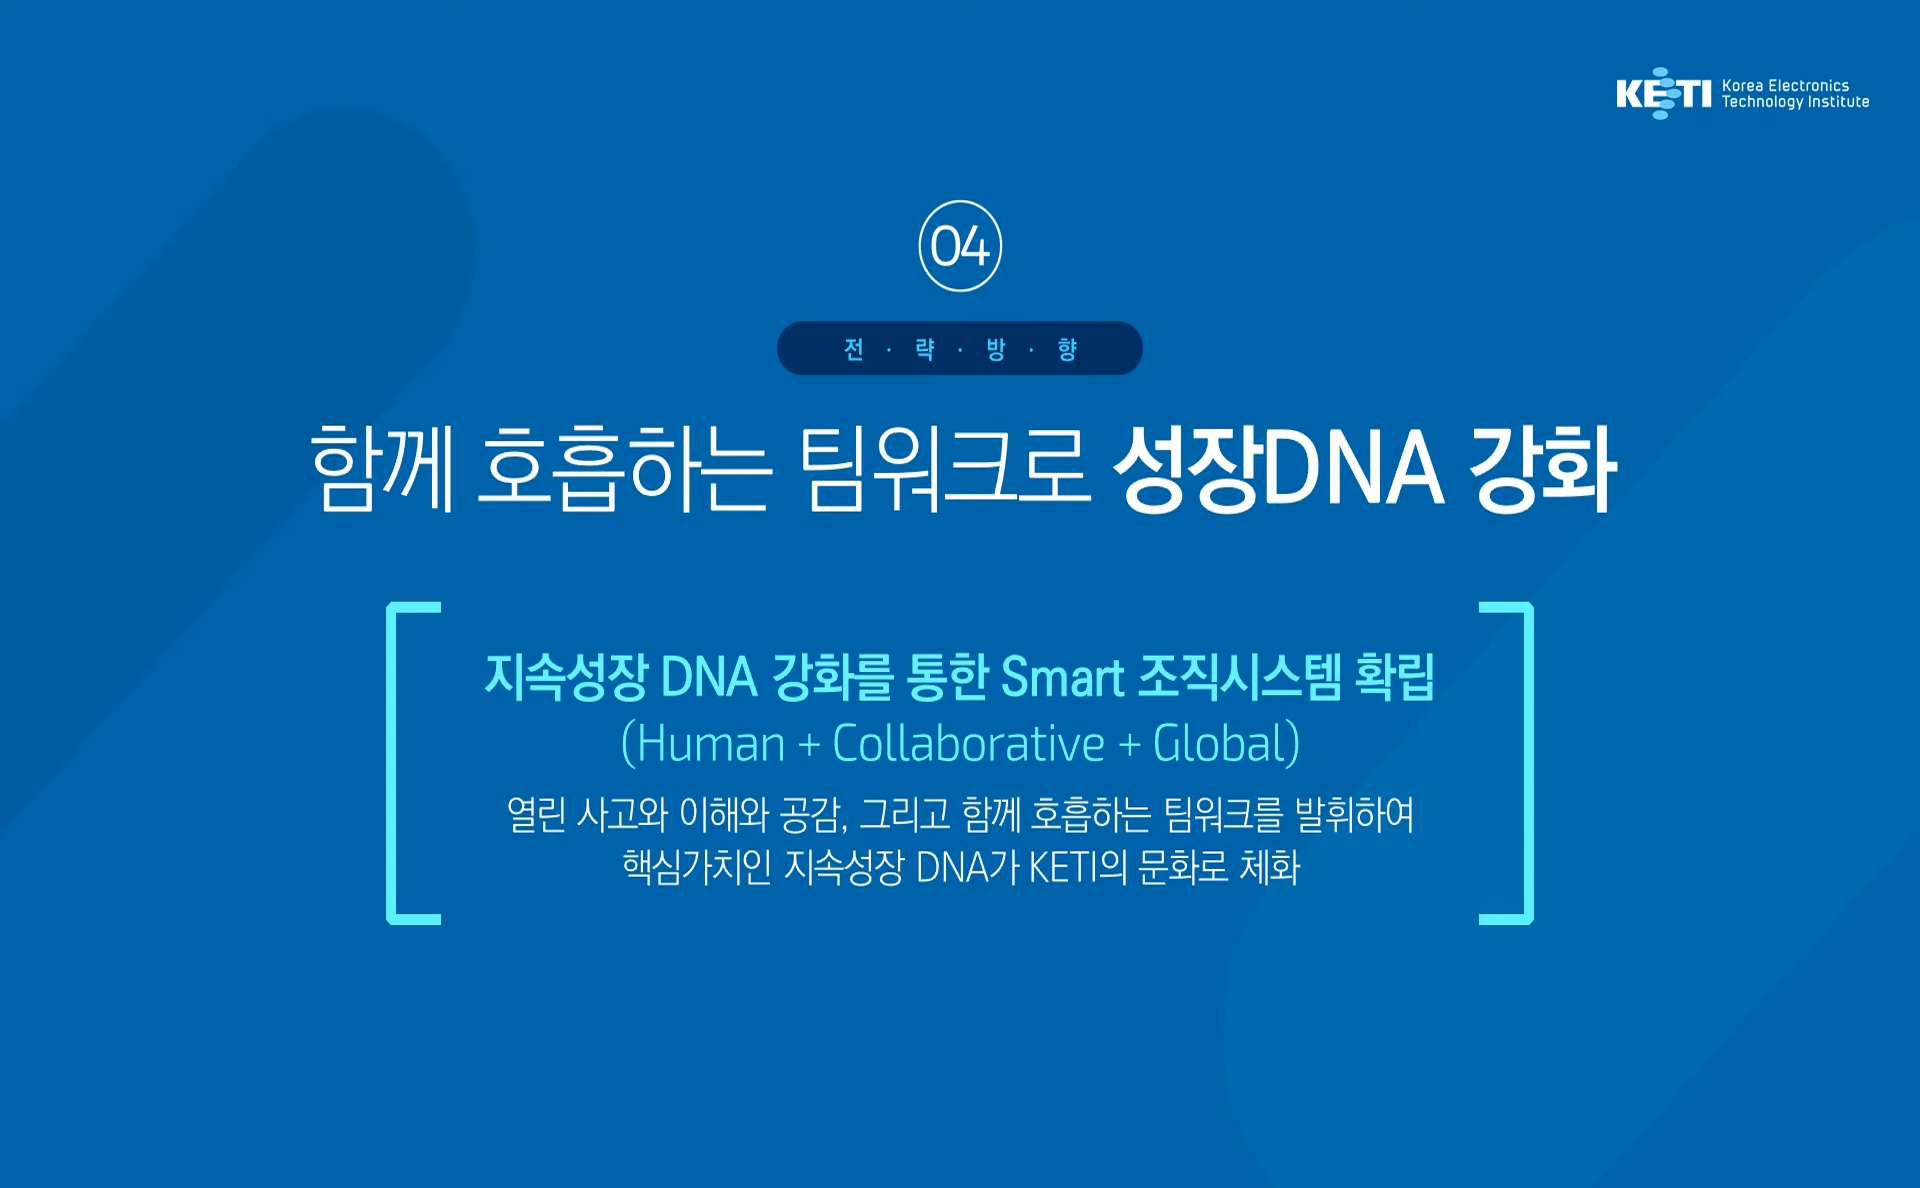 KETI Korea Electronics
Technology Institute
04
전 · 략 · 방 · 향
함께 호흡하는 팀워크로 성장DNA 강화
지속성장 DNA 강화를 통한 Smart 조직시스템 확립
(Human + Collaborative + Global)
열린 사고와 이해와 공감, 그리고 함께 호흡하는 팀워크를 발휘하여
핵심가치인 지속성장 DNA가 KETI의 문화로 체화